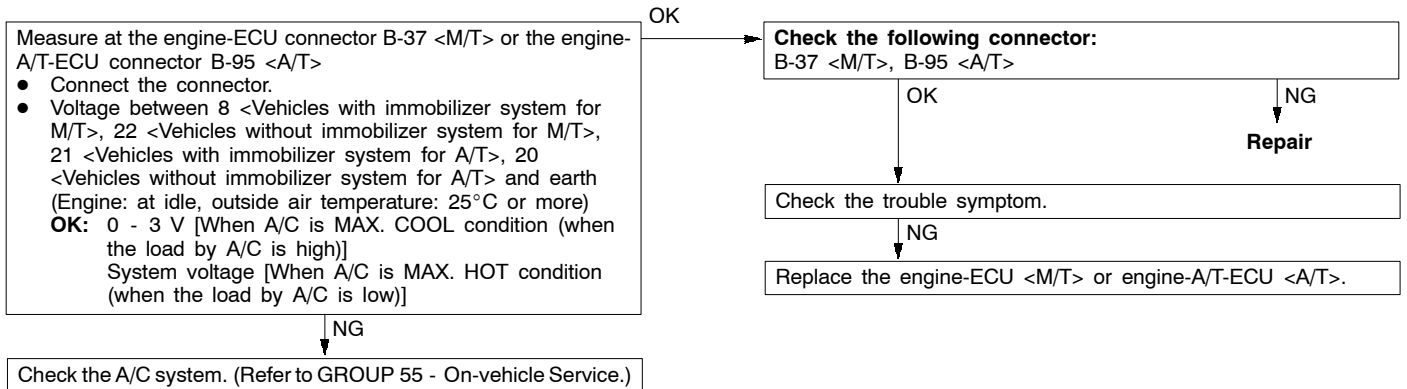 Measure at the engine-ECU connector B-37 <M/T> or the engine-
A/T-ECU connector B-95 <A/T>
● Connect the connector.
● Voltage between 8 <Vehicles with immobilizer system for
M/T>, 22 <Vehicles without immobilizer system for M/T>,
21 <Vehicles with immobilizer system for A/T>, 20
<Vehicles without immobilizer system for A/T> and earth
(Engine: at idle, outside air temperature: 25°C or more)
OK: 0 - 3 V [When A/C is MAX. COOL condition (when
the load by A/C is high)]
System voltage [When A/C is MAX. HOT condition
(when the load by A/C is low)]
NG
Check the A/C system. (Refer to GROUP 55 - On-vehicle Service.)
OK
Check the following connector:
B-37 <M/T>, B-95 <A/T>
OK
NG
Repair
Check the trouble symptom.
NG
Replace the engine-ECU <M/T> or engine-A/T-ECU <A/T>.